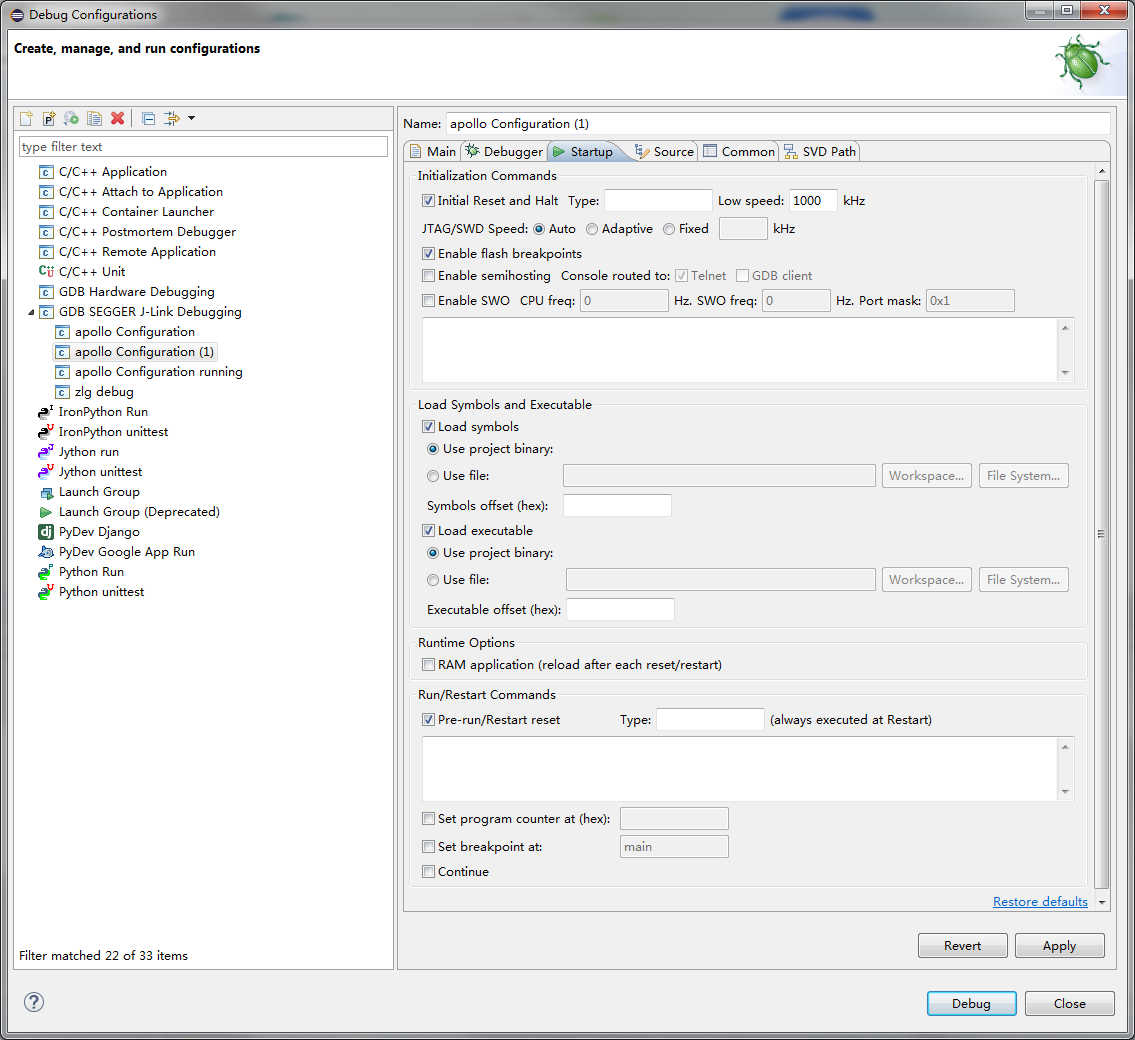 Debug Configurations
Create, manage, and run configurations
type filter text
C/C++ Application
C/C++ Attach to Application
C/C++ Container Launcher
C/C++ Postmortem Debugger
C/C++ Remote Application
C/C++ Unit
GDB Hardware Debugging
GDB SEGGER J-Link Debugging
apollo Configuration
apollo Configuration (1)
apollo Configuration running
zlg debug
IronPython Run
IronPython unittest
Jython run
Jython unittest
Launch Group
Launch Group (Deprecated)
PyDev Django
PyDev Google App Run
Python Run
Python unittest
Filter matched 22 of 33 items
Name: apollo Configuration (1)
Main Debugger Startup Source Common SVD Path
Initialization Commands
Initial Reset and Halt Type: Low speed: 1000 kHz
JTAG/SWD Speed: Auto Adaptive Fixed kHz
Enable flash breakpoints
Enable semihosting Console routed to: Telnet GDB client
Enable SWO CPU freq: 0 Hz. SWO freq: 0 Hz. Port mask: 0x1
Load Symbols and Executable
Load symbols
Use project binary:
Use file: Workspace... File System...
Symbols offset (hex):
Load executable
Use project binary:
Use file: Workspace... File System...
Executable offset (hex):
Runtime Options
RAM application (reload after each reset/restart)
Run/Restart Commands
Pre-run/Restart reset Type: (always executed at Restart)
Set program counter at (hex):
Set breakpoint at: main
Continue
Restore defaults
Revert Apply
Debug Close